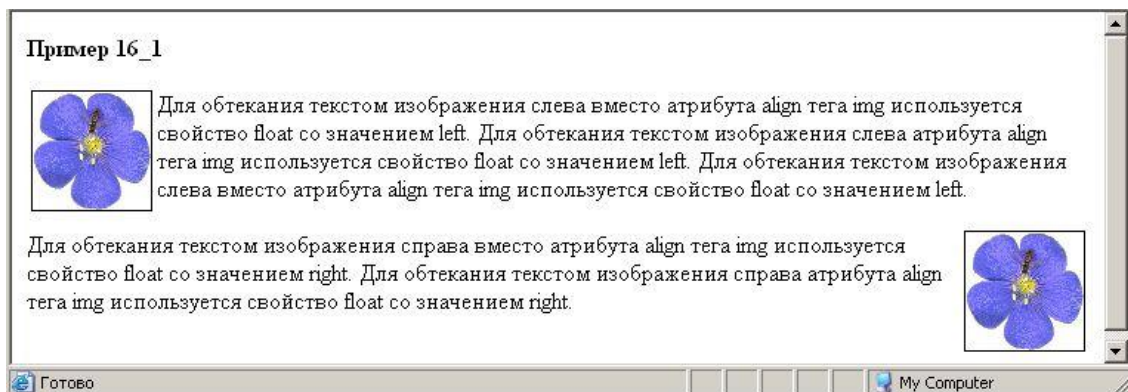 Пример 16_1
Для обтекания текстом изображения слева вместо атрибута align тега img используется
свойство float со значением left. Для обтекания текстом изображения слева атрибута align
тега img используется свойство float со значением left. Для обтекания текстом изображения
слева вместо атрибута align тега img используется свойство float со значением left.
Для обтекания текстом изображения справа вместо атрибута align тега img используется
свойство float со значением right. Для обтекания текстом изображения справа атрибута align
тега img используется свойство float со значением right.
Готово
My Computer